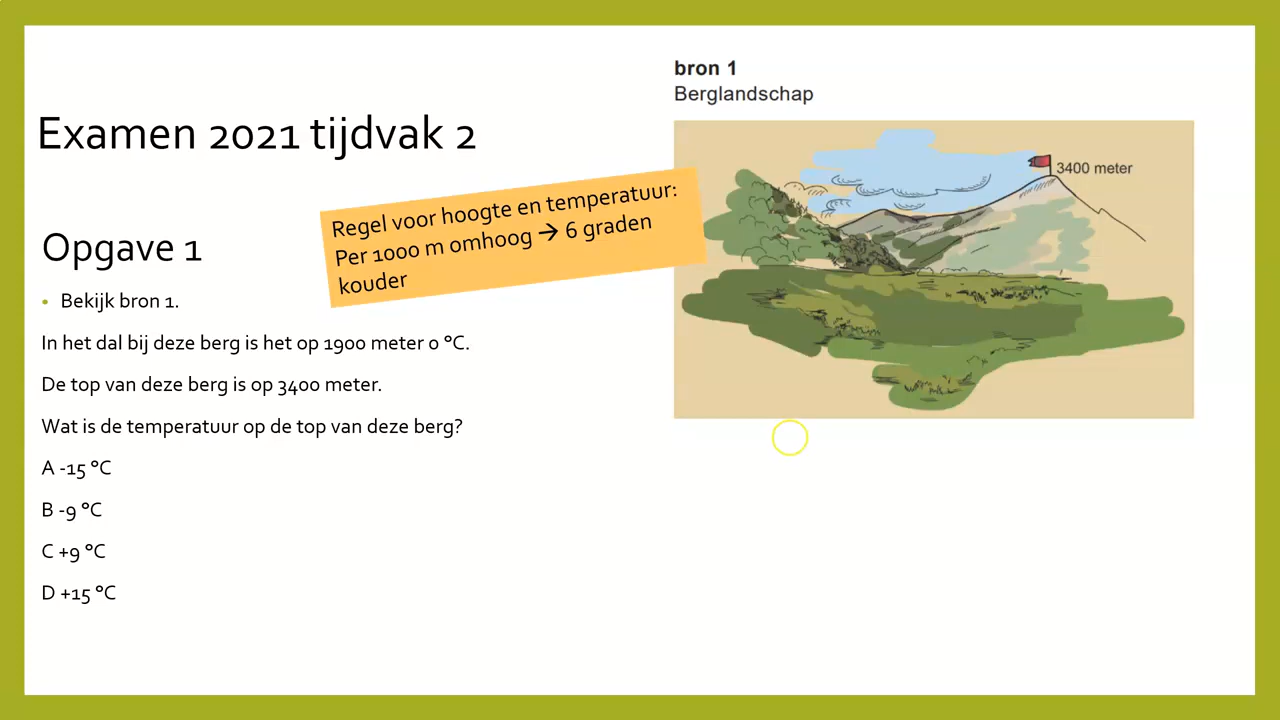 bron 1
Berglandschap
Examen 2021 tijdvak 2
3400 meter
Regel voor hoogte en temperatuur:
Per 1000 m omhoog → 6 graden
kouder
Opgave 1
• Bekijk bron 1.
In het dal bij deze berg is het op 1900 meter 0 °C.
De top van deze berg is op 3400 meter.
Wat is de temperatuur op de top van deze berg?
A -15 °C
B -9 °C
C +9 °C
D +15 °C